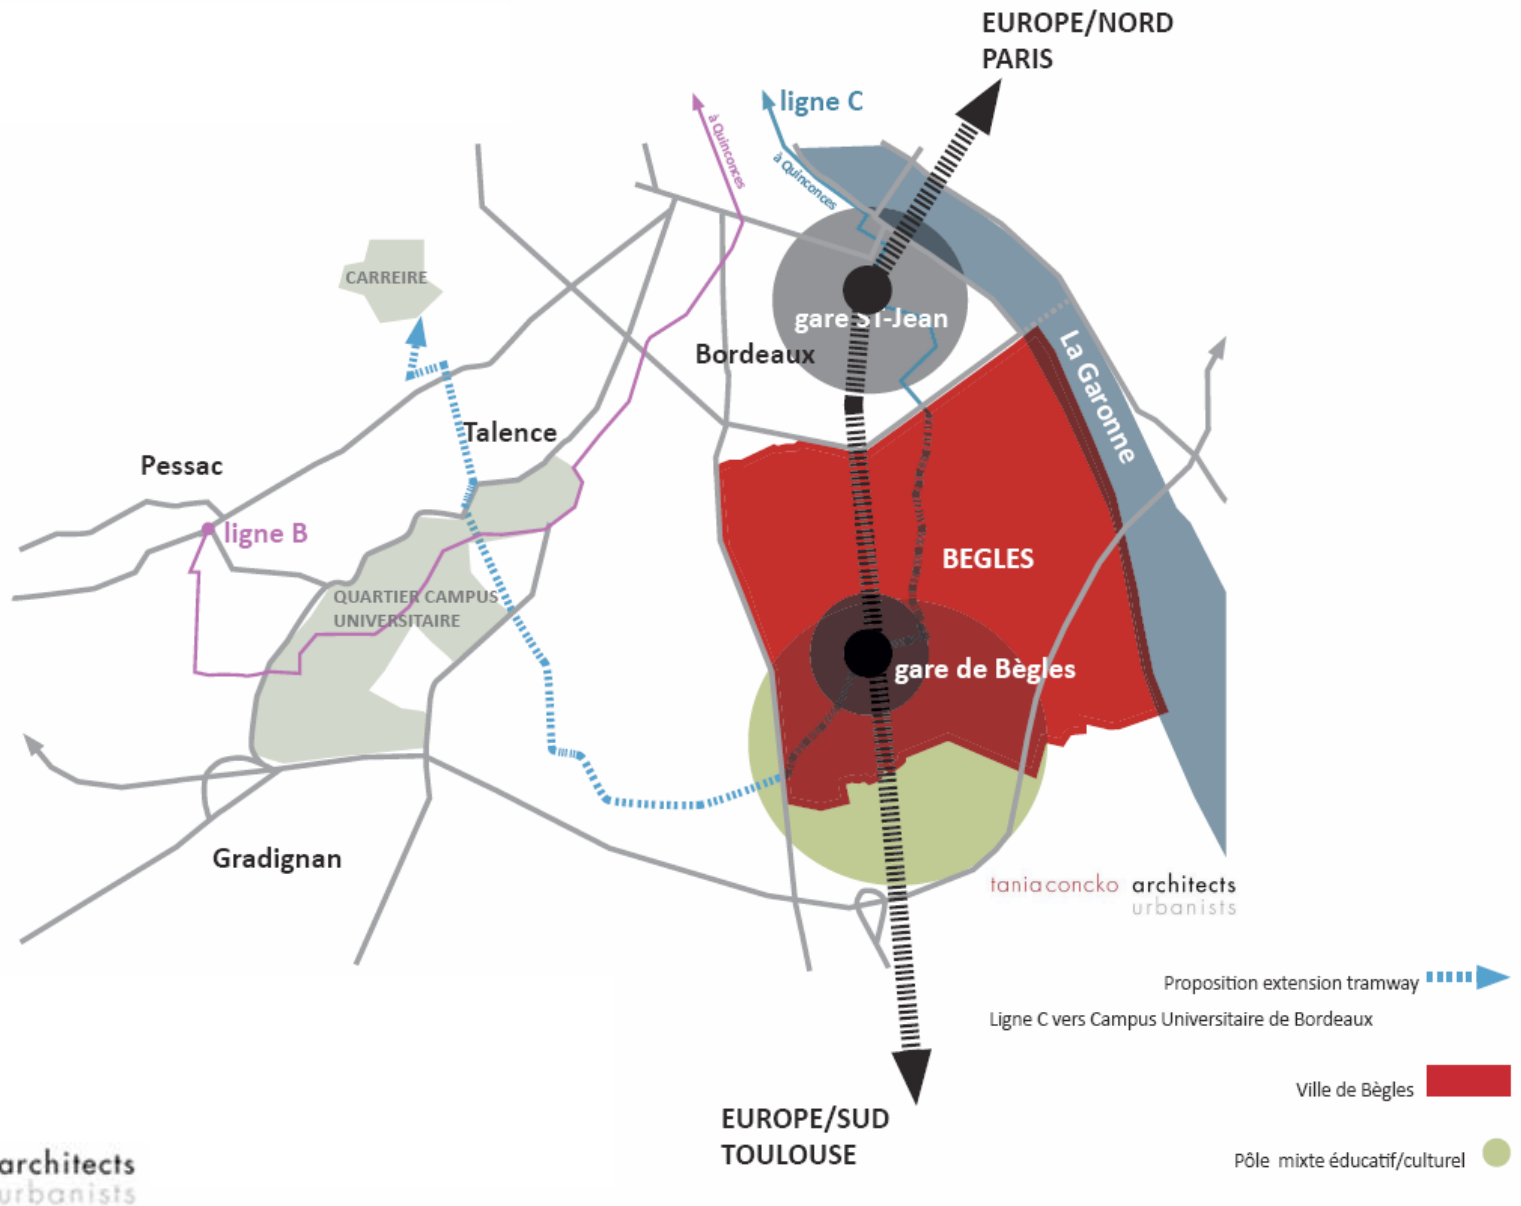 EUROPE/NORD
PARIS
ligne C
à Quinconces
à Quinconces
CARREIRE
gare ST-Jean
Bordeaux
La Garonne
Talence
Pessac
ligne B
BEGLES
QUARTIER CAMPUS
UNIVERSITAIRE
gare de Bègles
Gradignan
taniaconcko architects
urbanists
Proposition extension tramway
Ligne C vers Campus Universitaire de Bordeaux
Ville de Bègles
EUROPE/SUD
TOULOUSE
Pôle mixte éducatif/culturel
architects
urbanists